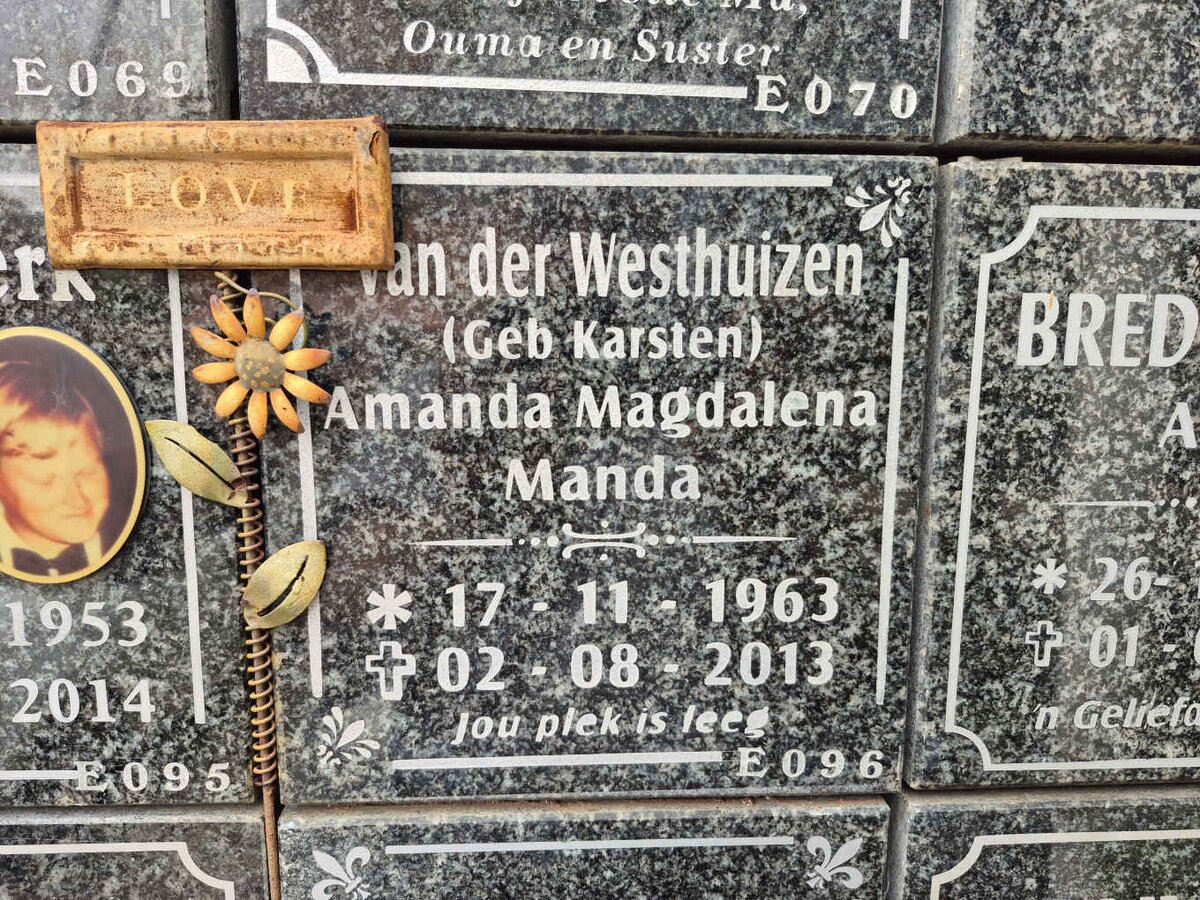 Ouma en Suster
E069
E070
LOVE
Van der Westhuizen
(Geb Karsten)
Amanda Magdalena
Manda
* 17 - 11 - 1963
✝ 02 - 08 - 2013
Jou plek is leeg
E096
1953
2014
E095
BRED
* 26-
✝ 01 -
'n Geliefd